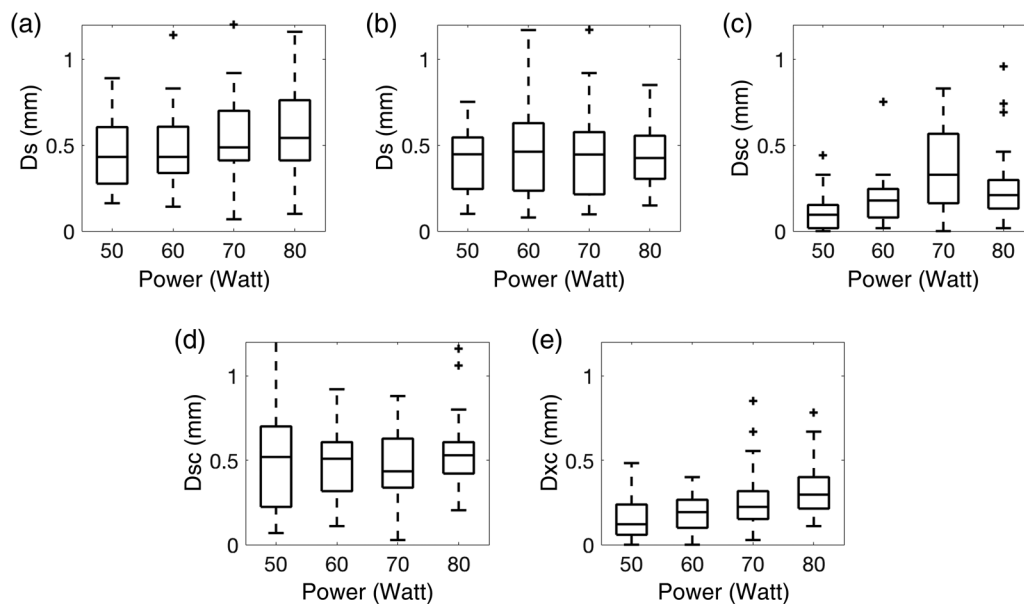 (a)
1
0.5
0
Ds (mm)
50 60 70 80
Power (Watt)
(b)
1
0.5
0
Ds (mm)
50 60 70 80
Power (Watt)
(c)
1
0.5
0
Dsc (mm)
50 60 70 80
Power (Watt)
(d)
1
0.5
0
Dsc (mm)
50 60 70 80
Power (Watt)
(e)
1
0.5
0
Dxc (mm)
50 60 70 80
Power (Watt)